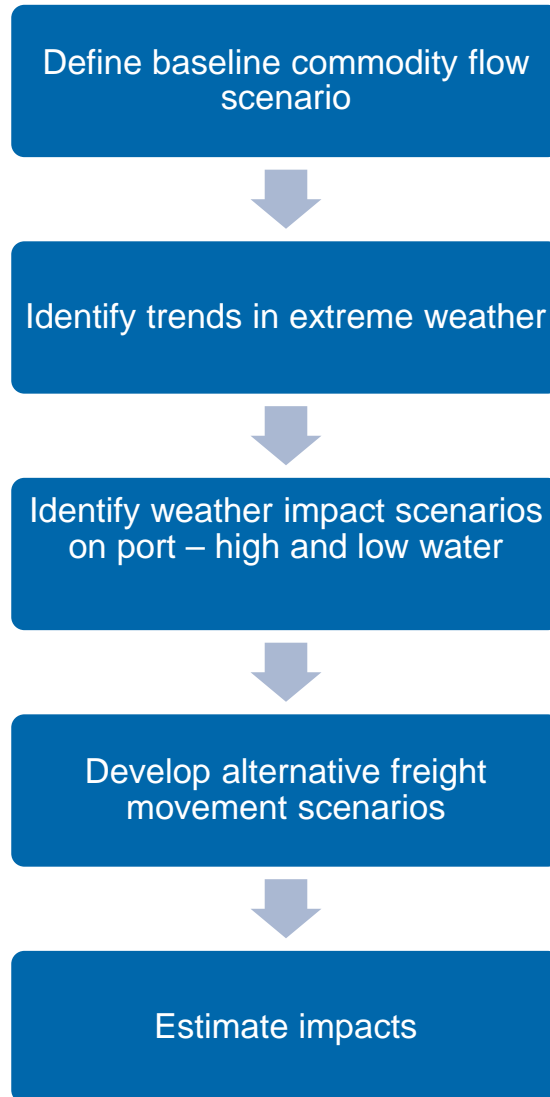 Define baseline commodity flow
scenario
Identify trends in extreme weather
Identify weather impact scenarios
on port – high and low water
Develop alternative freight
movement scenarios
Estimate impacts